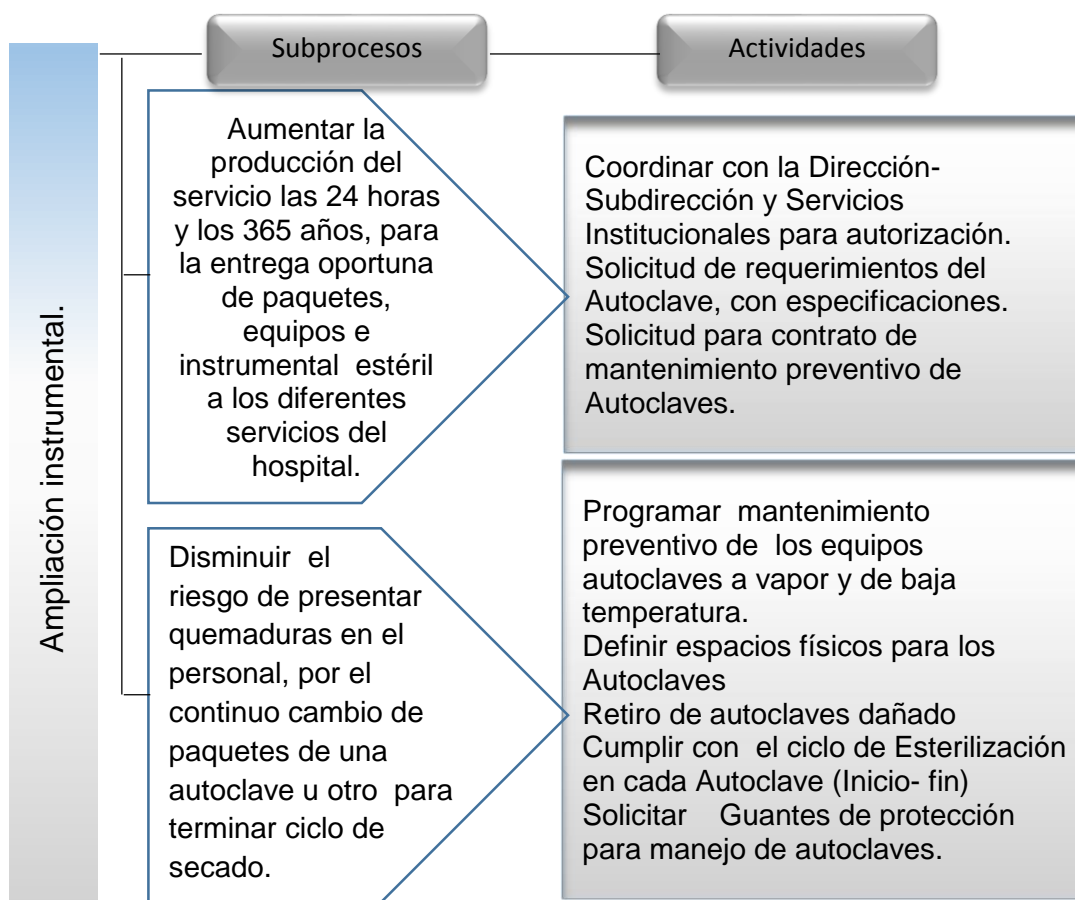 Subprocesos
Actividades
Ampliación instrumental.
Aumentar la
producción del
servicio las 24 horas
y los 365 años, para
la entrega oportuna
de paquetes,
equipos e
instrumental estéril
a los diferentes
servicios del
hospital.
Coordinar con la Dirección-
Subdirección y Servicios
Institucionales para autorización.
Solicitud de requerimientos del
Autoclave, con especificaciones.
Solicitud para contrato de
mantenimiento preventivo de
Autoclaves.
Disminuir el
riesgo de presentar
quemaduras en el
personal, por el
continuo cambio de
paquetes de una
autoclave u otro para
terminar ciclo de
secado.
Programar mantenimiento
preventivo de los equipos
autoclaves a vapor y de baja
temperatura.
Definir espacios físicos para los
Autoclaves
Retiro de autoclaves dañado
Cumplir con el ciclo de Esterilización
en cada Autoclave (Inicio- fin)
Solicitar Guantes de protección
para manejo de autoclaves.